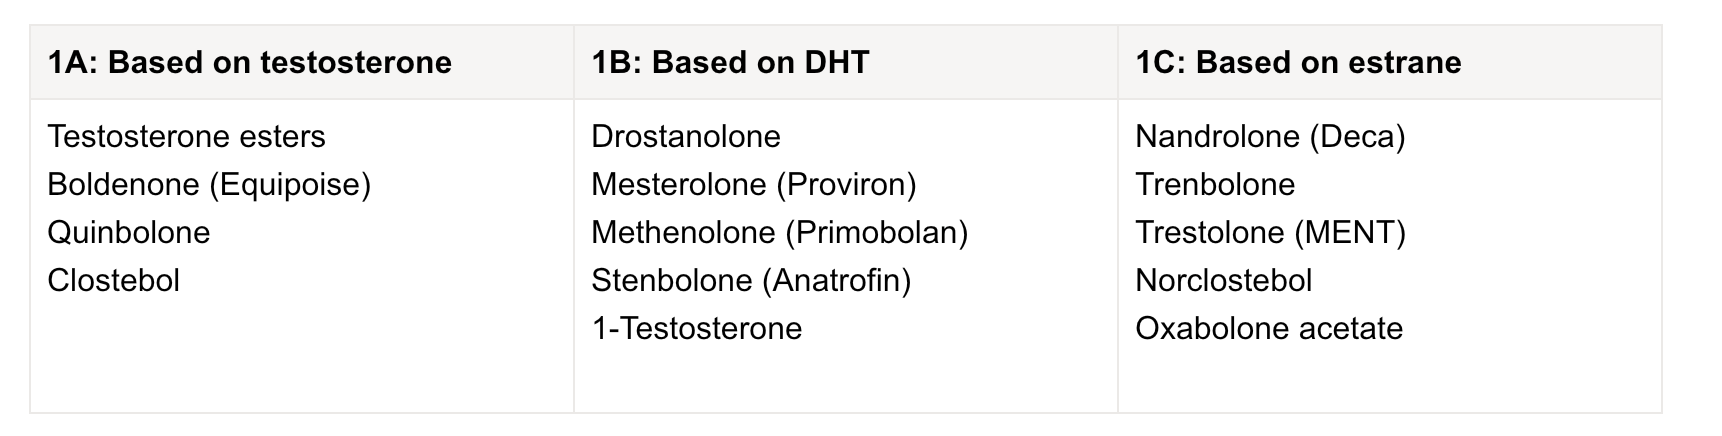 1A: Based on testosterone
1B: Based on DHT
1C: Based on estrane
Testosterone esters
Boldenone (Equipoise)
Quinbolone
Clostebol
Drostanolone
Mesterolone (Proviron)
Methenolone (Primobolan)
Stenbolone (Anatrofin)
1-Testosterone
Nandrolone (Deca)
Trenbolone
Trestolone (MENT)
Norclostebol
Oxabolone acetate